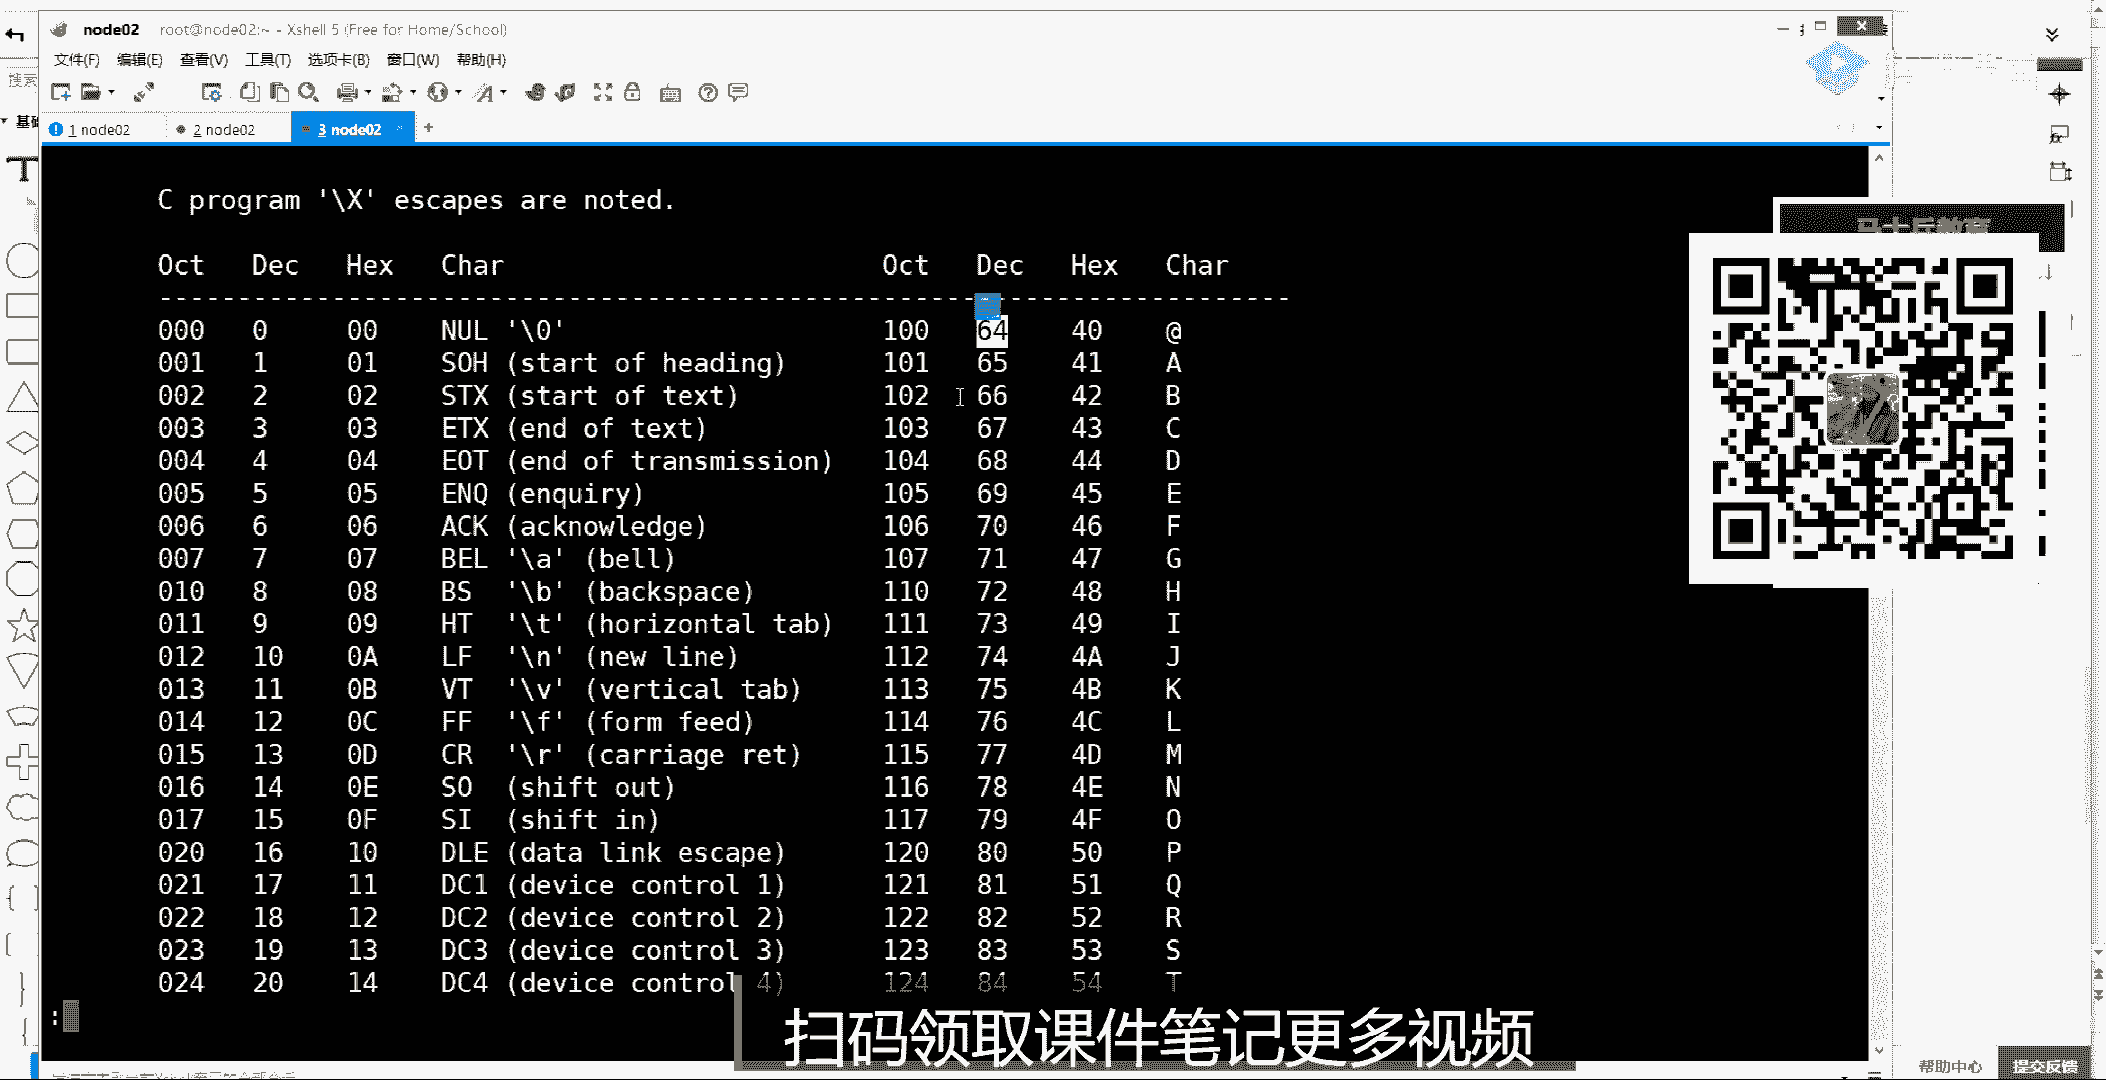 node02 root@node02:~ - Xshell 5 (Free for Home/School)
文件(F) 编辑(E) 查看(V) 工具(T) 选项卡(B) 窗口(W) 帮助(H)
搜索
基础
1 node02 2 node02 3 node02 +
C program '\X' escapes are noted.
Oct Dec Hex Char Oct Dec Hex Char
--------------------------------------------------------------------------
000 0 00 NUL '\0' 100 64 40 @
001 1 01 SOH (start of heading) 101 65 41 A
002 2 02 STX (start of text) 102 66 42 B
003 3 03 ETX (end of text) 103 67 43 C
004 4 04 EOT (end of transmission) 104 68 44 D
005 5 05 ENQ (enquiry) 105 69 45 E
006 6 06 ACK (acknowledge) 106 70 46 F
007 7 07 BEL '\a' (bell) 107 71 47 G
010 8 08 BS '\b' (backspace) 110 72 48 H
011 9 09 HT '\t' (horizontal tab) 111 73 49 I
012 10 0A LF '\n' (new line) 112 74 4A J
013 11 0B VT '\v' (vertical tab) 113 75 4B K
014 12 0C FF '\f' (form feed) 114 76 4C L
015 13 0D CR '\r' (carriage ret) 115 77 4D M
016 14 0E SO (shift out) 116 78 4E N
017 15 0F SI (shift in) 117 79 4F O
020 16 10 DLE (data link escape) 120 80 50 P
021 17 11 DC1 (device control 1) 121 81 51 Q
022 18 12 DC2 (device control 2) 122 82 52 R
023 19 13 DC3 (device control 3) 123 83 53 S
024 20 14 DC4 (device control 4) 124 84 54 T
:
扫码领取课件笔记更多视频
帮助中心 提交反馈